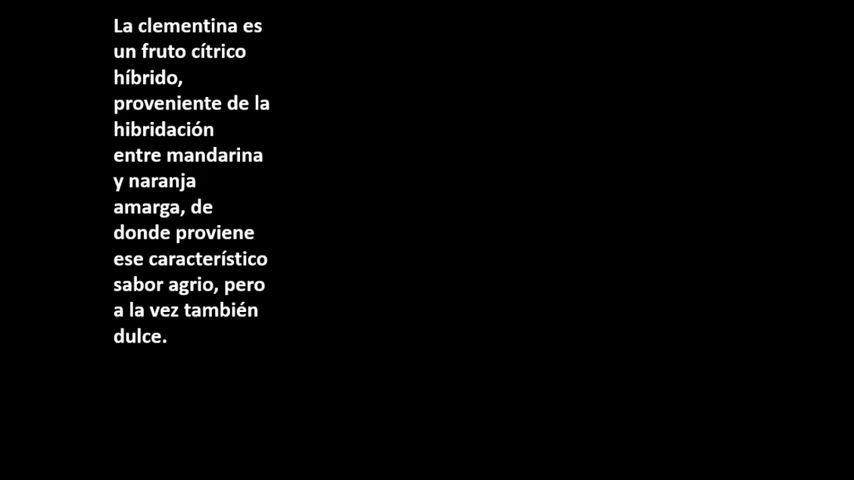 La clementina es
un fruto cítrico
híbrido,
proveniente de la
hibridación
entre mandarina
y naranja
amarga, de
donde proviene
ese característico
sabor agrio, pero
a la vez también
dulce.